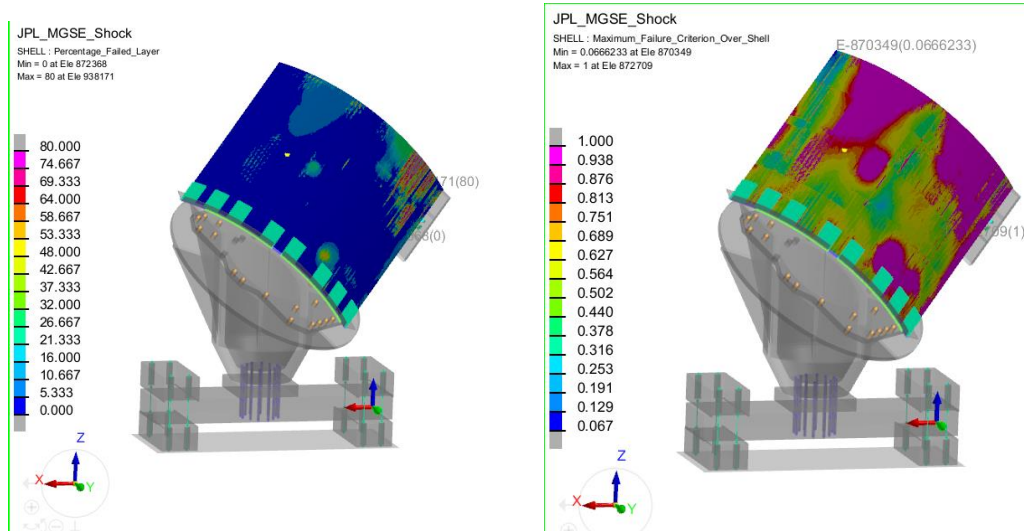 JPL_MGSE_Shock
SHELL : Percentage_Failed_Layer
Min = 0 at Ele 872368
Max = 80 at Ele 938171
80.000
74.667
69.333
64.000
58.667
53.333
48.000
42.667
37.333
32.000
26.667
21.333
16.000
10.667
5.333
0.000
71(80)
8(0)
Z
X
Y
JPL_MGSE_Shock
SHELL : Maximum_Failure_Criterion_Over_Shell
Min = 0.0666233 at Ele 870349
Max = 1 at Ele 872709
E-870349(0.0666233)
1.000
0.938
0.876
0.813
0.751
0.689
0.627
0.564
0.502
0.440
0.378
0.316
0.253
0.191
0.129
0.067
09(1)
Z
X
Y